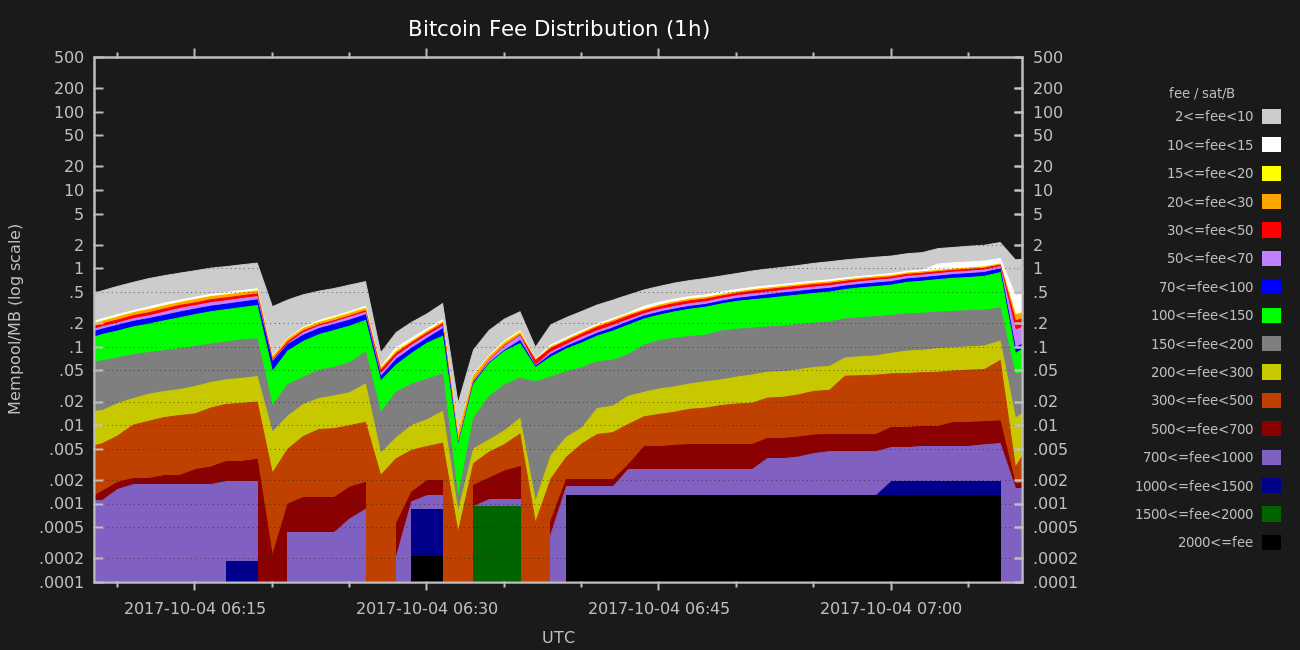 Bitcoin Fee Distribution (1h)
Mempool/MB (log scale)
500
200
100
50
20
10
5
2
1
.5
.2
.1
.05
.02
.01
.005
.002
.001
.0005
.0002
.0001
500
200
100
50
20
10
5
2
1
.5
.2
.1
.05
.02
.01
.005
.002
.001
.0005
.0002
.0001
2017-10-04 06:15 2017-10-04 06:30 2017-10-04 06:45 2017-10-04 07:00
UTC
fee / sat/B
2<=fee<10
10<=fee<15
15<=fee<20
20<=fee<30
30<=fee<50
50<=fee<70
70<=fee<100
100<=fee<150
150<=fee<200
200<=fee<300
300<=fee<500
500<=fee<700
700<=fee<1000
1000<=fee<1500
1500<=fee<2000
2000<=fee